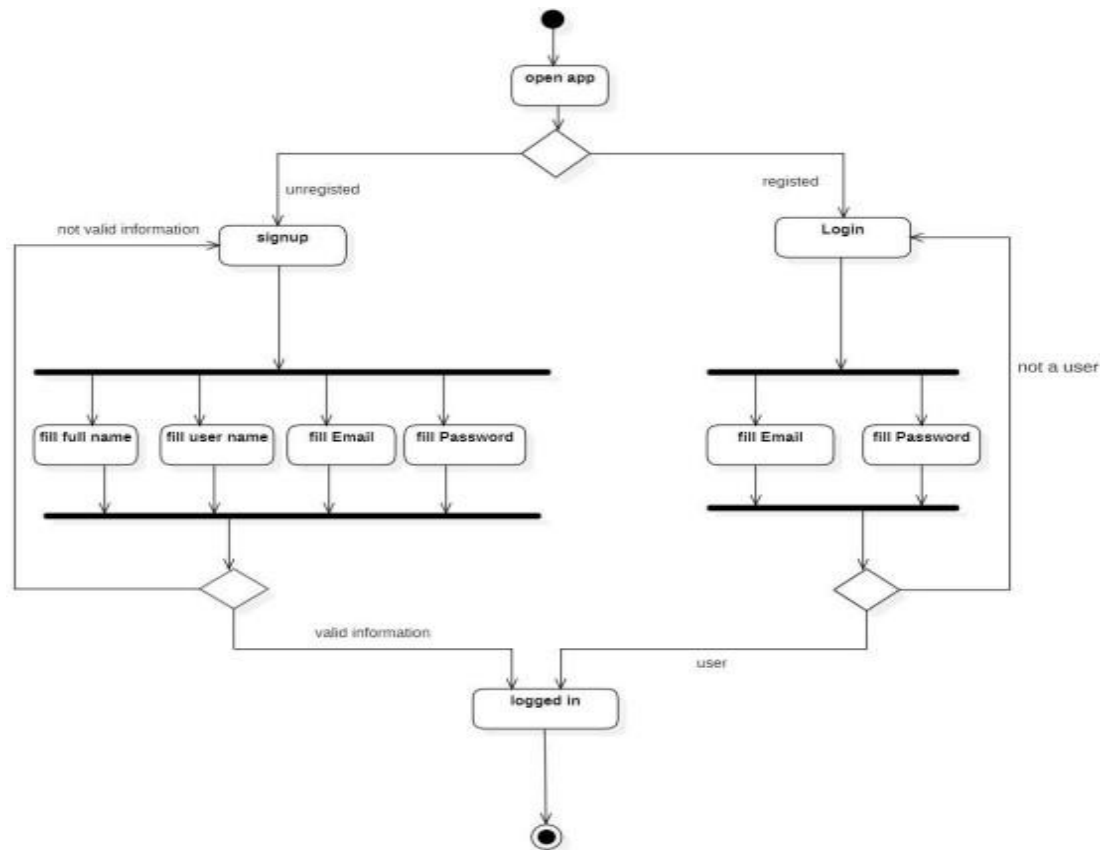 open app
unregisted
registed
not valid information
signup
Login
not a user
fill full name
fill user name
fill Email
fill Password
fill Email
fill Password
valid information
user
logged in